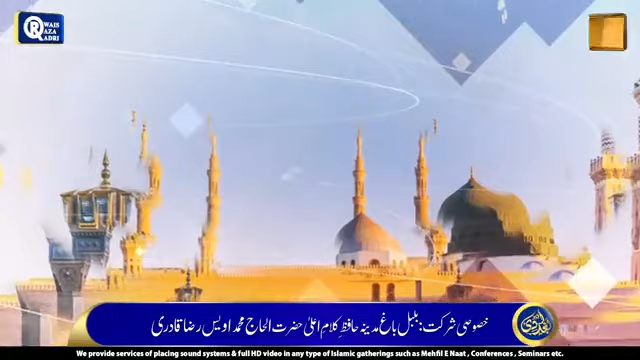 OWAIS
RAZA
QADRI
خصوصی شرکت: بلبل باغ مدینہ حافظِ کلامِ اعلیٰ حضرت الحاج محمد اویس رضا قادری
We provide services of placing sound systems & full HD video in any type of Islamic gatherings such as Mehfil E Naat , Conferences , Seminars etc.